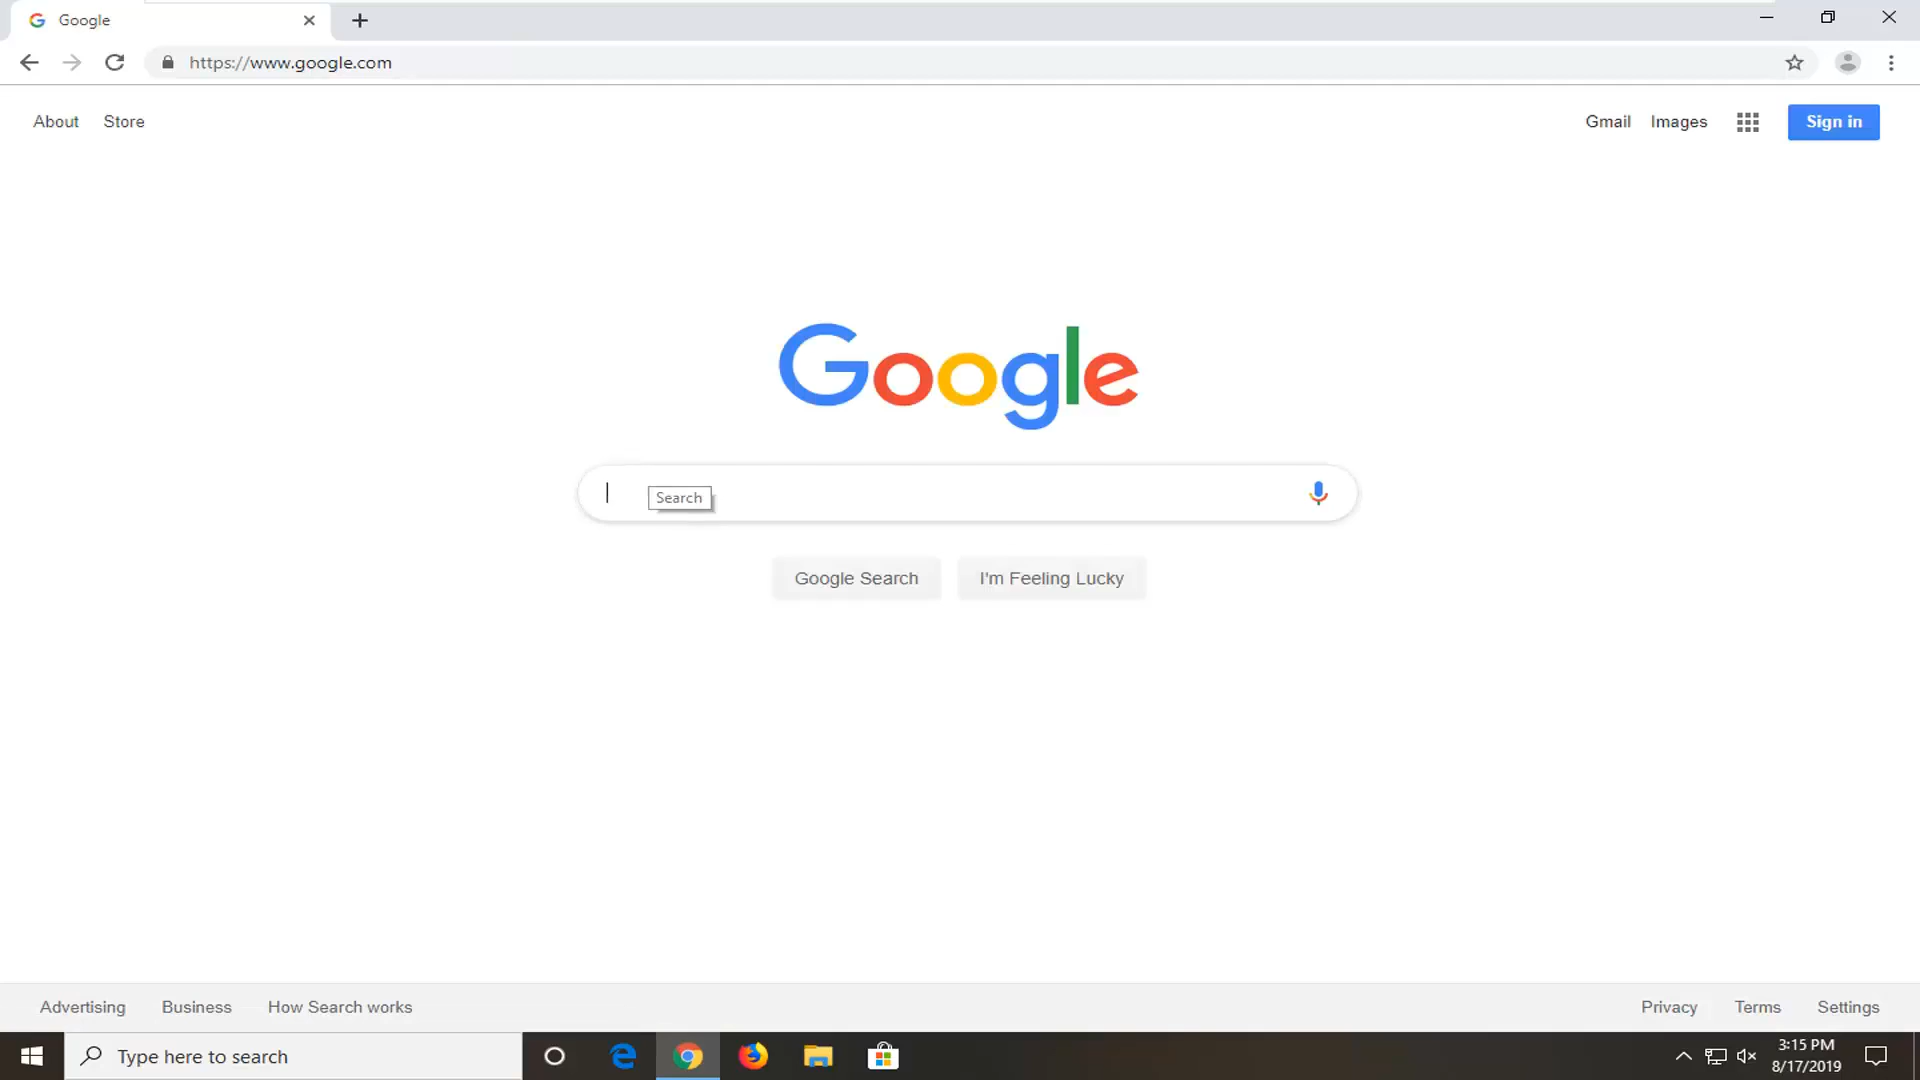 Google
https://www.google.com
About Store
Gmail Images Sign in
Google
Search
Google Search I'm Feeling Lucky
Advertising Business How Search works
Privacy Terms Settings
Type here to search
3:15 PM
8/17/2019